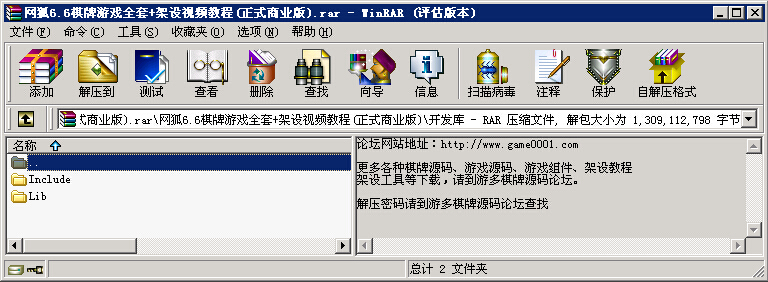 网狐6.6棋牌游戏全套+架设视频教程(正式商业版).rar - WinRAR (评估版本)
文件(F) 命令(C) 工具(S) 收藏夹(O) 选项(N) 帮助(H)
添加 解压到 测试 查看 删除 查找 向导 信息 扫描病毒 注释 保护 自解压格式
式商业版).rar\网狐6.6棋牌游戏全套+架设视频教程(正式商业版)\开发库 - RAR 压缩文件, 解包大小为 1,309,112,798 字节
名称
..
Include
Lib
论坛网站地址：http://www.game0001.com
更多各种棋牌源码、游戏源码、游戏组件、架设教程
架设工具等下载，请到游多棋牌源码论坛。
解压密码请到游多棋牌源码论坛查找
总计 2 文件夹